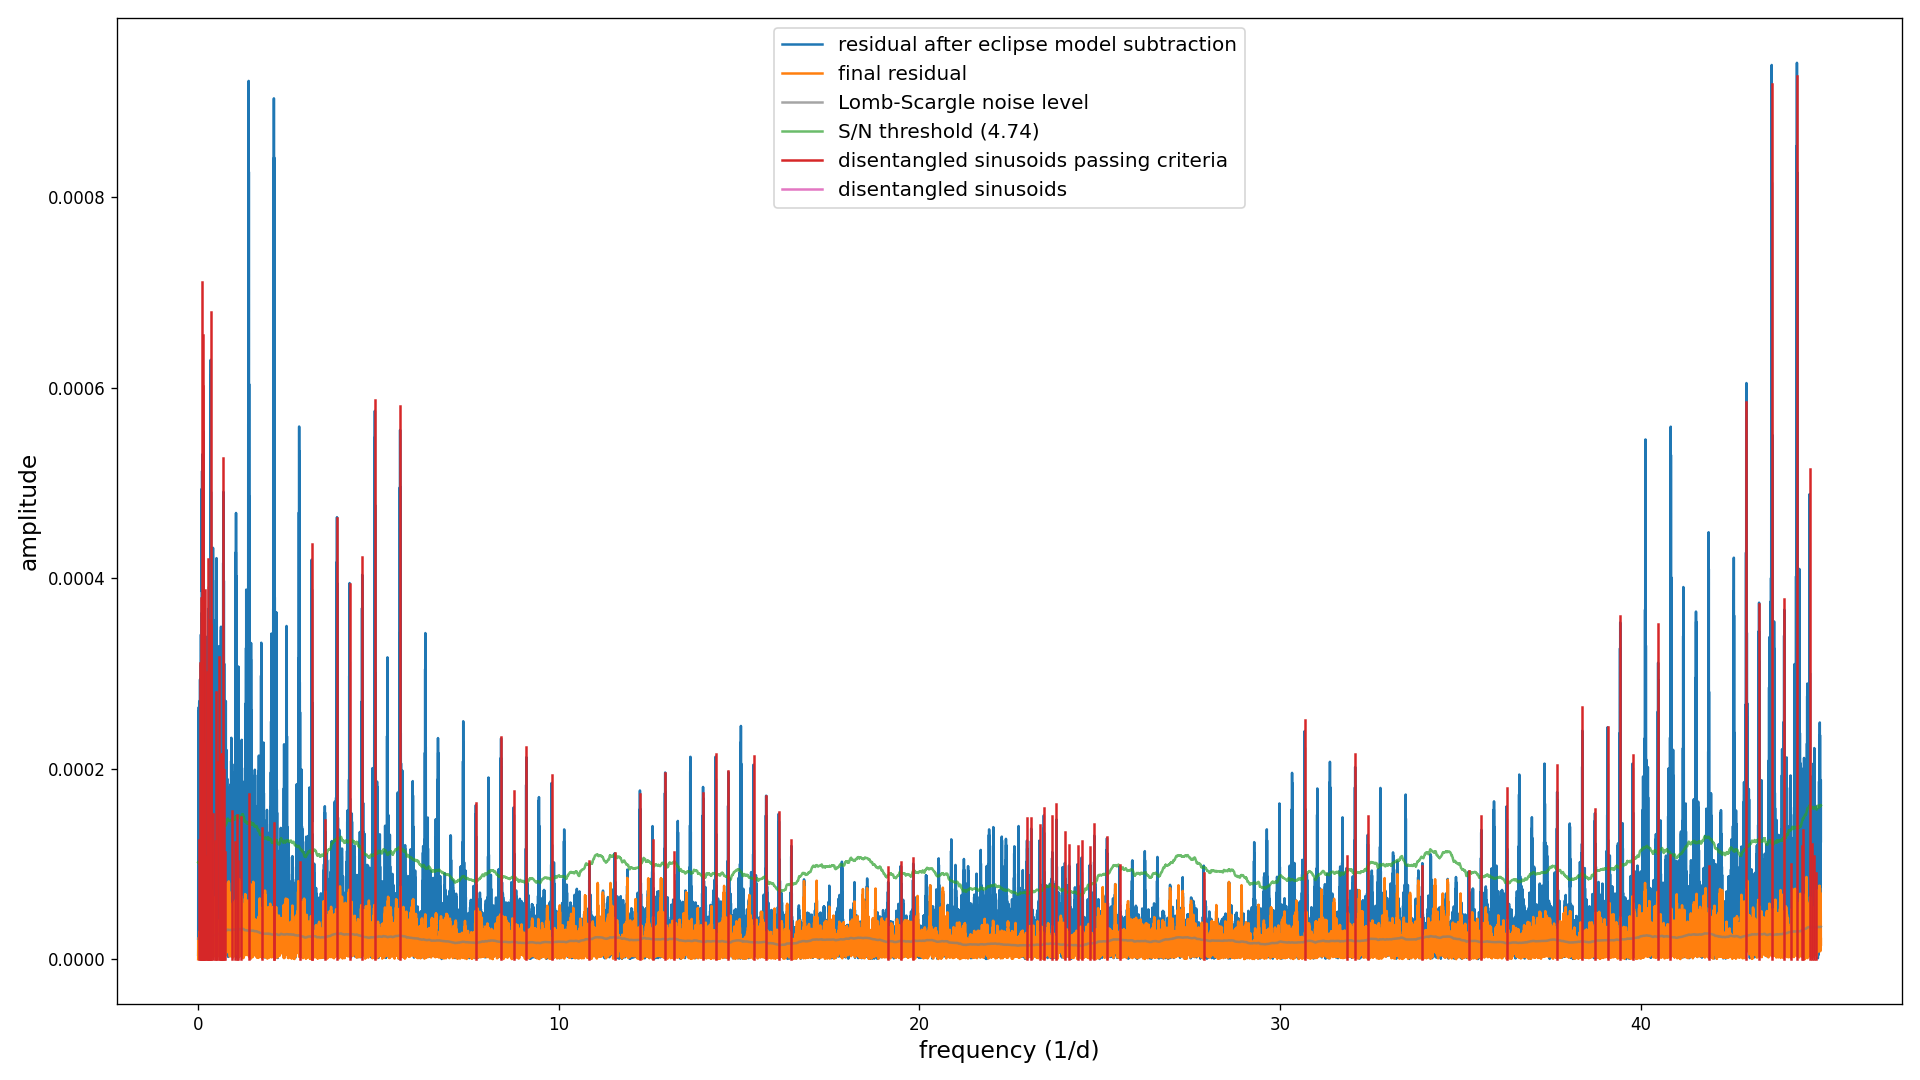 residual after eclipse model subtraction
final residual
Lomb-Scargle noise level
S/N threshold (4.74)
disentangled sinusoids passing criteria
disentangled sinusoids
amplitude
0.0008
0.0006
0.0004
0.0002
0.0000
0 10 20 30 40
frequency (1/d)